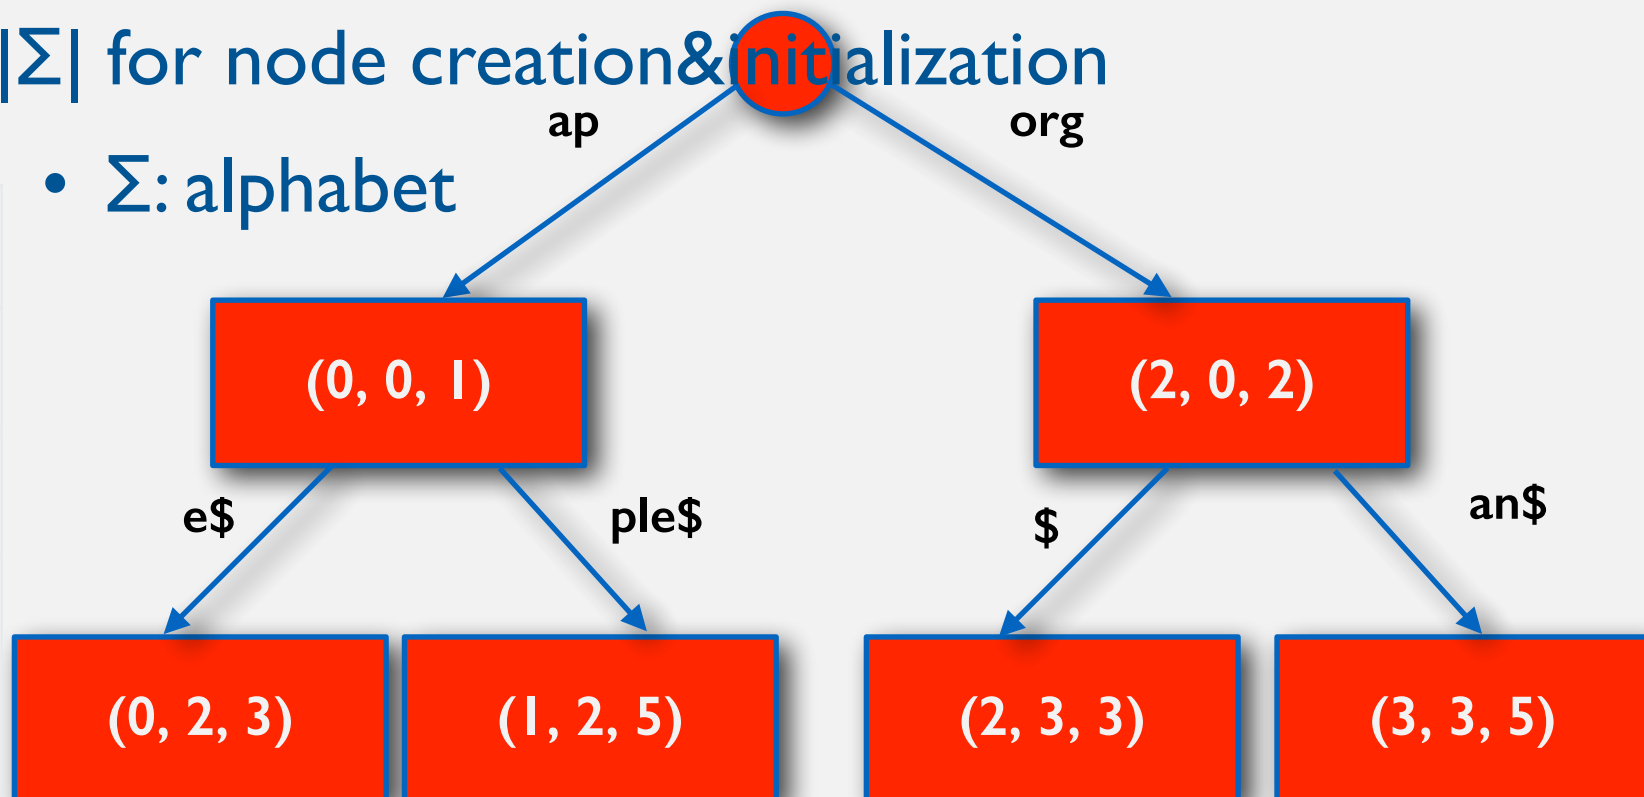 |Σ| for node creation&initialization
ap
org
• Σ: alphabet
(0, 0, 1)
(2, 0, 2)
e$
ple$
$
an$
(0, 2, 3)
(1, 2, 5)
(2, 3, 3)
(3, 3, 5)